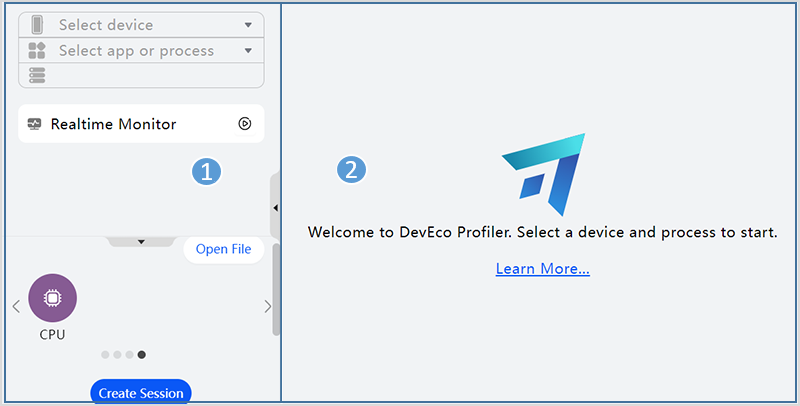 Select device
Select app or process
Realtime Monitor
1
Open File
CPU
Create Session
2
Welcome to DevEco Profiler. Select a device and process to start.
Learn More...